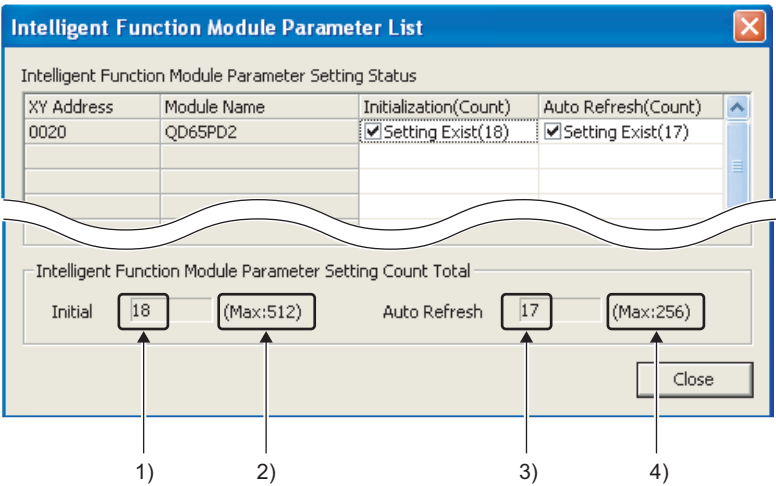 Intelligent Function Module Parameter List
Intelligent Function Module Parameter Setting Status
XY Address Module Name Initialization(Count) Auto Refresh(Count)
0020 QD65PD2 Setting Exist(18) Setting Exist(17)
Intelligent Function Module Parameter Setting Count Total
Initial 18 (Max:512) Auto Refresh 17 (Max:256)
Close
1) 2) 3) 4)